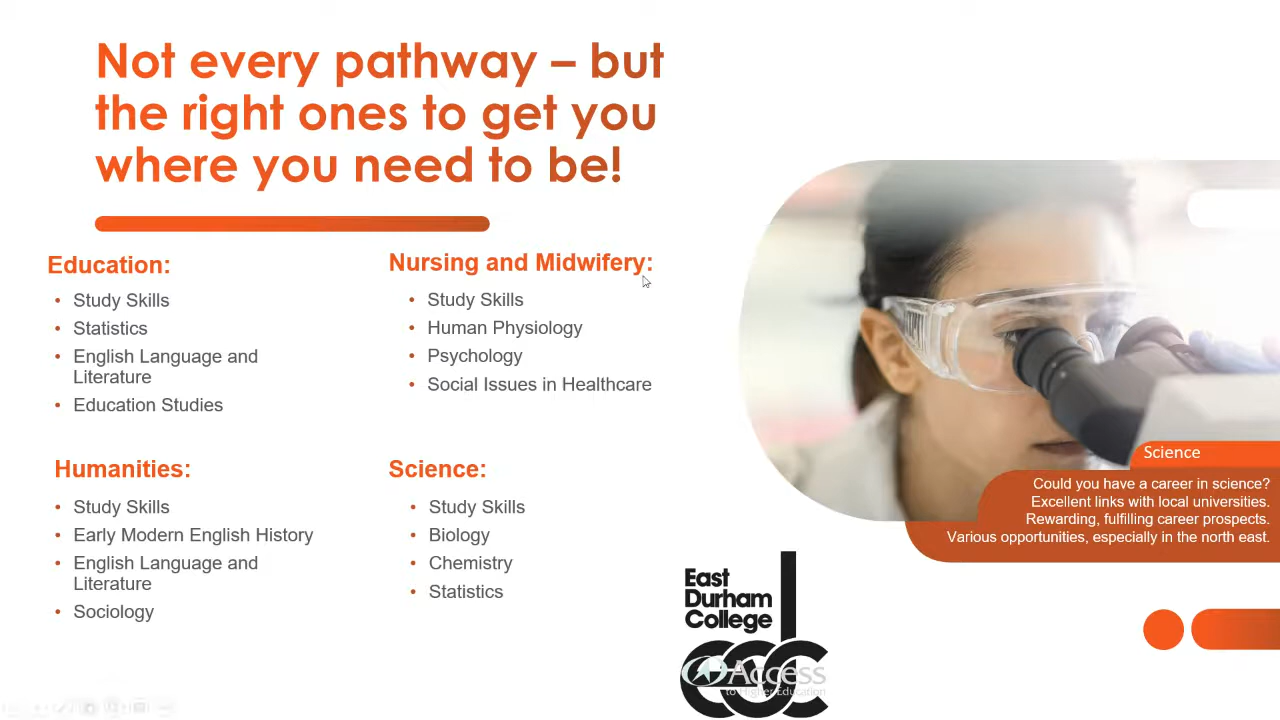 Not every pathway – but
the right ones to get you
where you need to be!
Education:
• Study Skills
• Statistics
• English Language and
Literature
• Education Studies
Nursing and Midwifery:
• Study Skills
• Human Physiology
• Psychology
• Social Issues in Healthcare
Humanities:
• Study Skills
• Early Modern English History
• English Language and
Literature
• Sociology
Science:
• Study Skills
• Biology
• Chemistry
• Statistics
Science
Could you have a career in science?
Excellent links with local universities.
Rewarding, fulfilling career prospects.
Various opportunities, especially in the north east.
East
Durham
College
edc
Access
to Higher Education